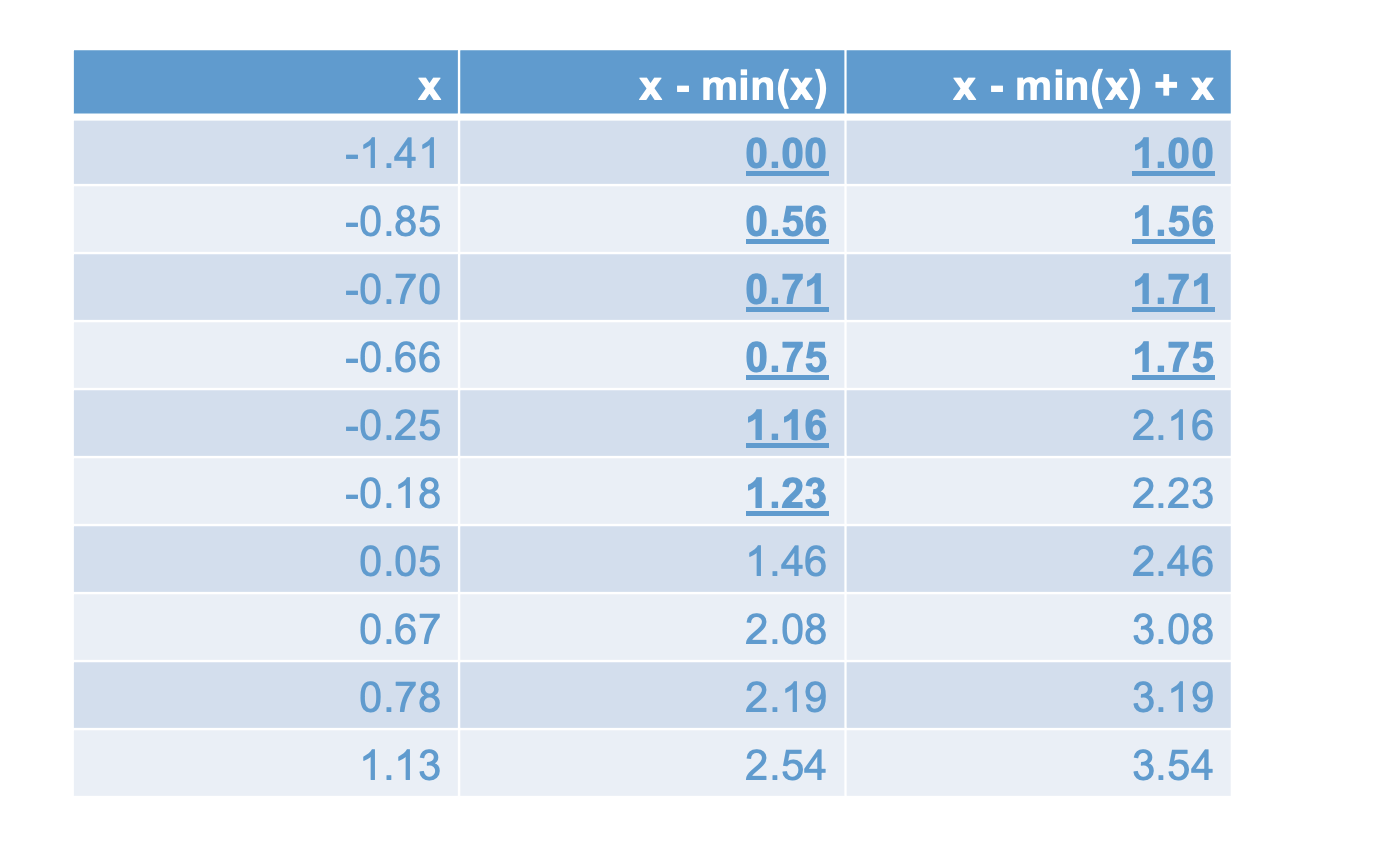 x x - min(x) x - min(x) + x
-1.41 0.00 1.00
-0.85 0.56 1.56
-0.70 0.71 1.71
-0.66 0.75 1.75
-0.25 1.16 2.16
-0.18 1.23 2.23
0.05 1.46 2.46
0.67 2.08 3.08
0.78 2.19 3.19
1.13 2.54 3.54